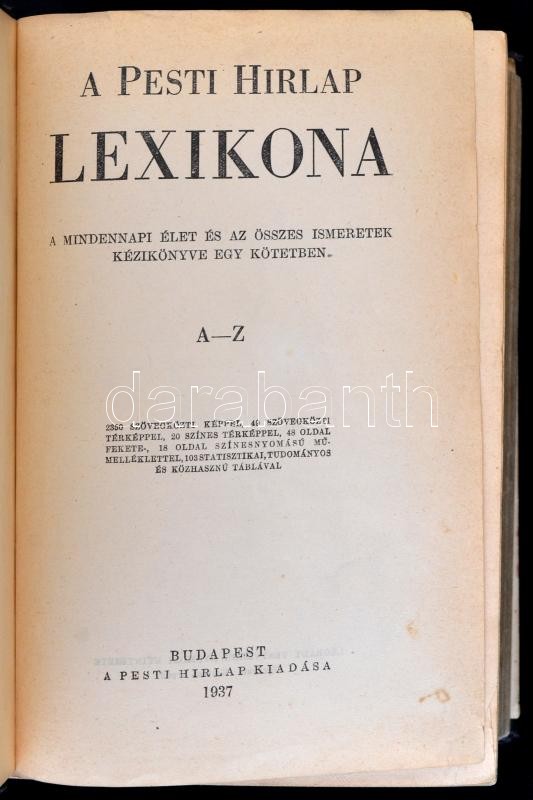 A PESTI HIRLAP
LEXIKONA
A MINDENNAPI ÉLET ÉS AZ ÖSSZES ISMERETEK
KÉZIKÖNYVE EGY KÖTETBEN
A—Z
2360 SZÖVEGKÖZTI KÉPPEL, 49 SZÖVEGKÖZTI
TÉRKÉPPEL, 20 SZÍNES TÉRKÉPPEL, 48 OLDAL
FEKETE-, 18 OLDAL SZÍNESNYOMÁSÚ MŰ-
MELLÉKLETTEL, 103 STATISZTIKAI, TUDOMÁNYOS
ÉS KÖZHASZNÚ TÁBLÁVAL
darabanth
BUDAPEST
A PESTI HIRLAP KIADÁSA
1937